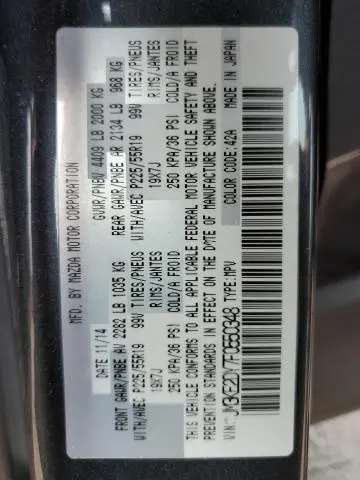 MFD. BY MAZDA MOTOR CORPORATION
DATE: 11/14 GVWR/PNBV 4409 LB 2000 KG
FRONT GAWR/PNBE AV 2282 LB 1035 KG REAR GAWR/PNBE AR 2134 LB 968 KG
WITH/AVEC P225/55R19 99V TIRES/PNEUS WITH/AVEC P225/55R19 99V TIRES/PNEUS
19X7J RIMS/JANTES 19X7J RIMS/JANTES
250 KPA/36 PSI COLD/A FROID 250 KPA/36 PSI COLD/A FROID
THIS VEHICLE CONFORMS TO ALL APPLICABLE FEDERAL MOTOR VEHICLE SAFETY AND THEFT
PREVENTION STANDARDS IN EFFECT ON THE DATE OF MANUFACTURE SHOWN ABOVE.
VIN: JM3KE2DY7F0550348 TYPE: MPV COLOR CODE: 42A MADE IN JAPAN